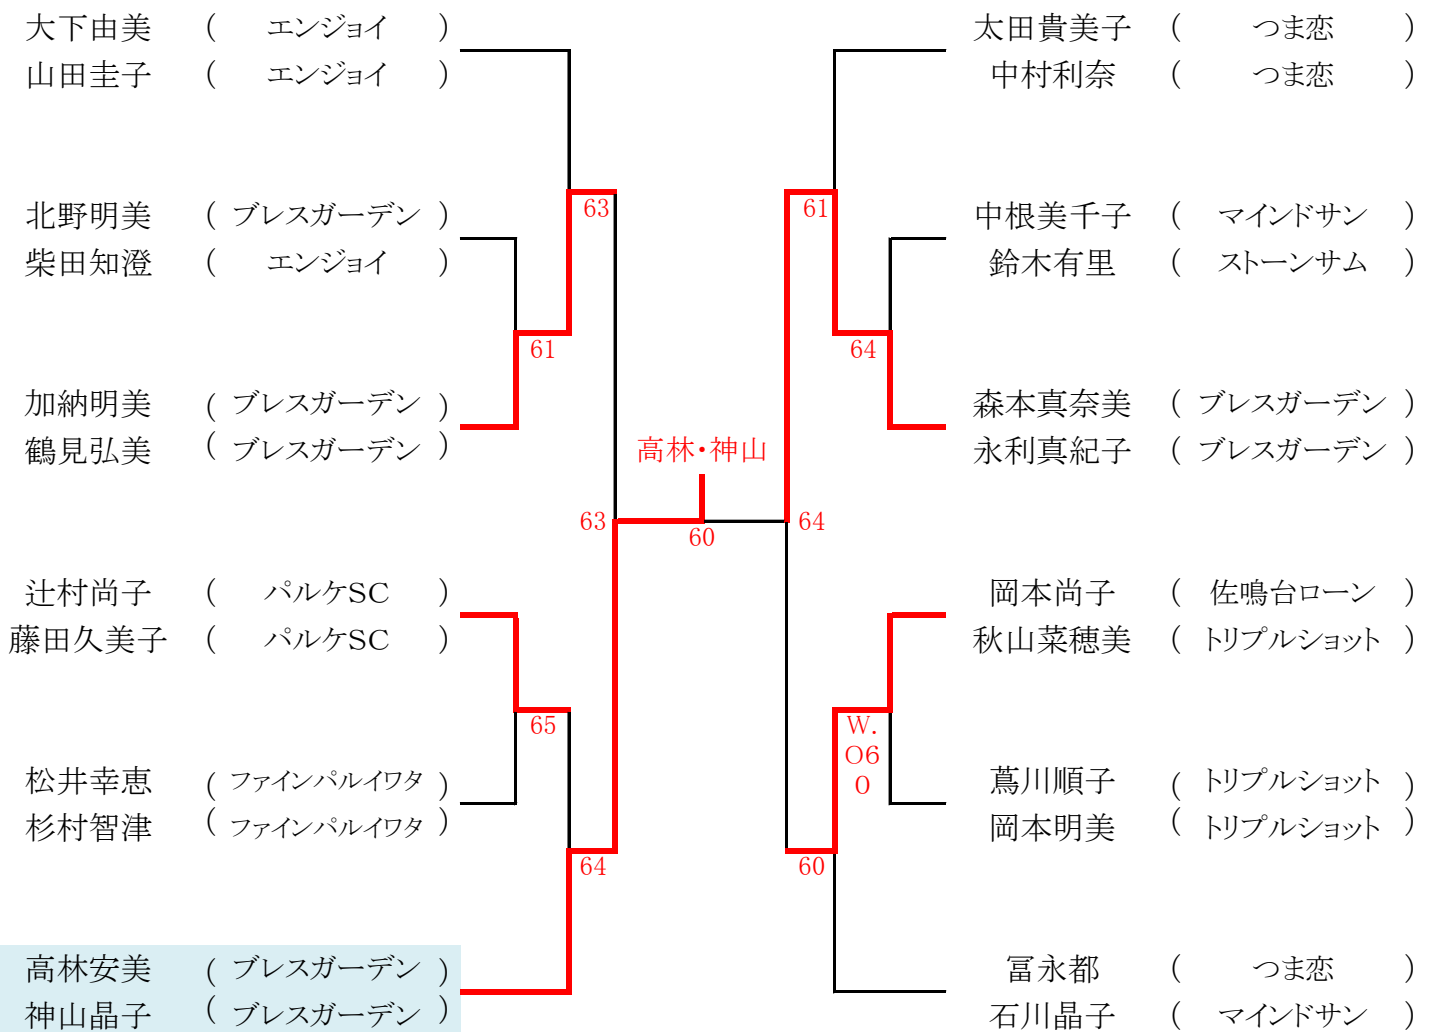 大下由美 ( エンジョイ )
山田圭子 ( エンジョイ )
北野明美 ( ブレスガーデン )
柴田知澄 ( エンジョイ )
加納明美 ( ブレスガーデン )
鶴見弘美 ( ブレスガーデン )
辻村尚子 ( パルケSC )
藤田久美子 ( パルケSC )
松井幸恵 ( ファインパルイワタ )
杉村智津 ( ファインパルイワタ )
高林安美 ( ブレスガーデン )
神山晶子 ( ブレスガーデン )
63
61
63
65
64
高林・神山
60
61
64
64
W.
O6
0
60
太田貴美子 ( つま恋 )
中村利奈 ( つま恋 )
中根美千子 ( マインドサン )
鈴木有里 ( ストーンサム )
森本真奈美 ( ブレスガーデン )
永利真紀子 ( ブレスガーデン )
岡本尚子 ( 佐鳴台ローン )
秋山菜穂美 ( トリプルショット )
蔦川順子 ( トリプルショット )
岡本明美 ( トリプルショット )
冨永都 ( つま恋 )
石川晶子 ( マインドサン )